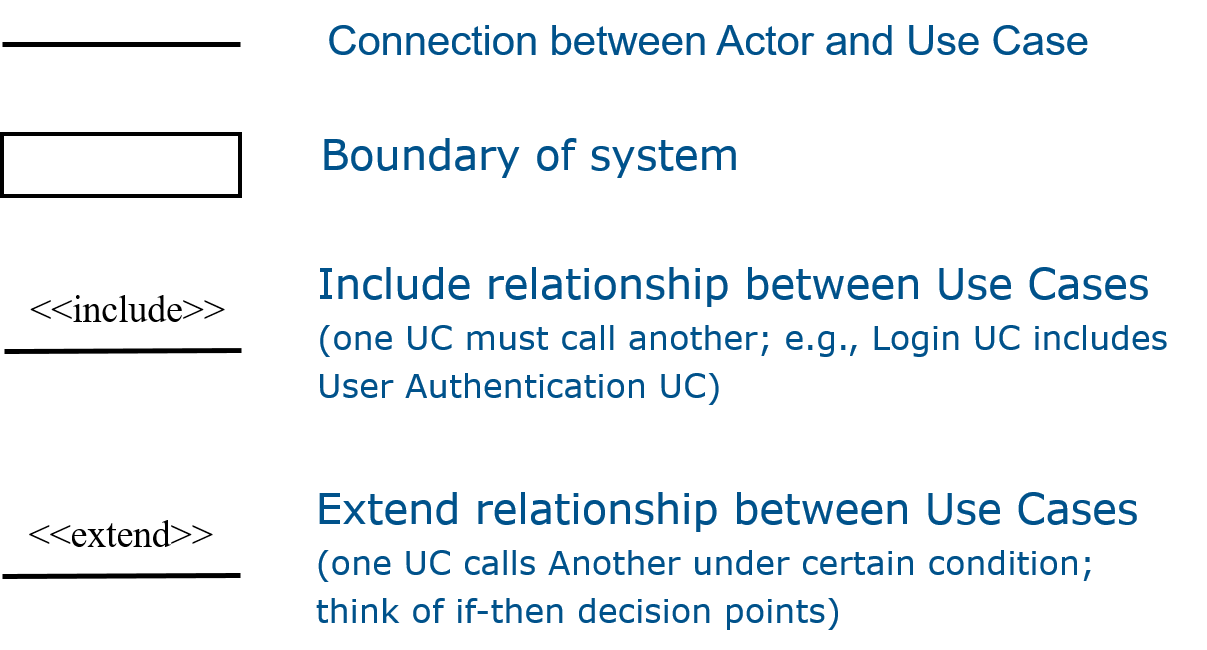 Connection between Actor and Use Case
Boundary of system
<<include>>
Include relationship between Use Cases
(one UC must call another; e.g., Login UC includes
User Authentication UC)
<<extend>>
Extend relationship between Use Cases
(one UC calls Another under certain condition;
think of if-then decision points)